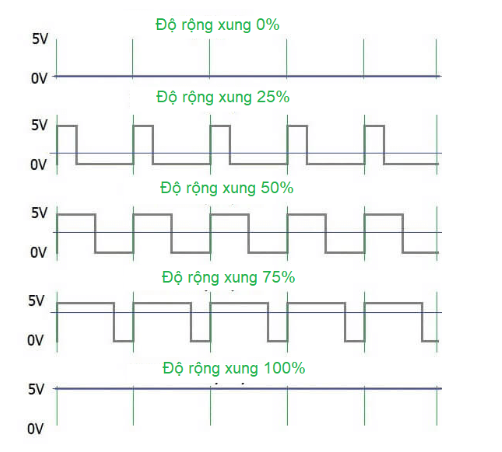 Độ rộng xung 0%
5V
0V
Độ rộng xung 25%
5V
0V
Độ rộng xung 50%
5V
0V
Độ rộng xung 75%
5V
0V
Độ rộng xung 100%
5V
0V